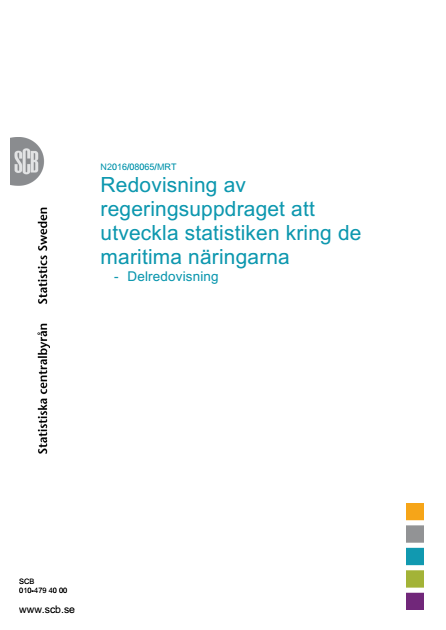 SCB
N2016/08065/MRT
Redovisning av
regeringsuppdraget att
utveckla statistiken kring de
maritima näringarna
- Delredovisning
Statistiska centralbyrån Statistics Sweden
SCB
010-479 40 00
www.scb.se